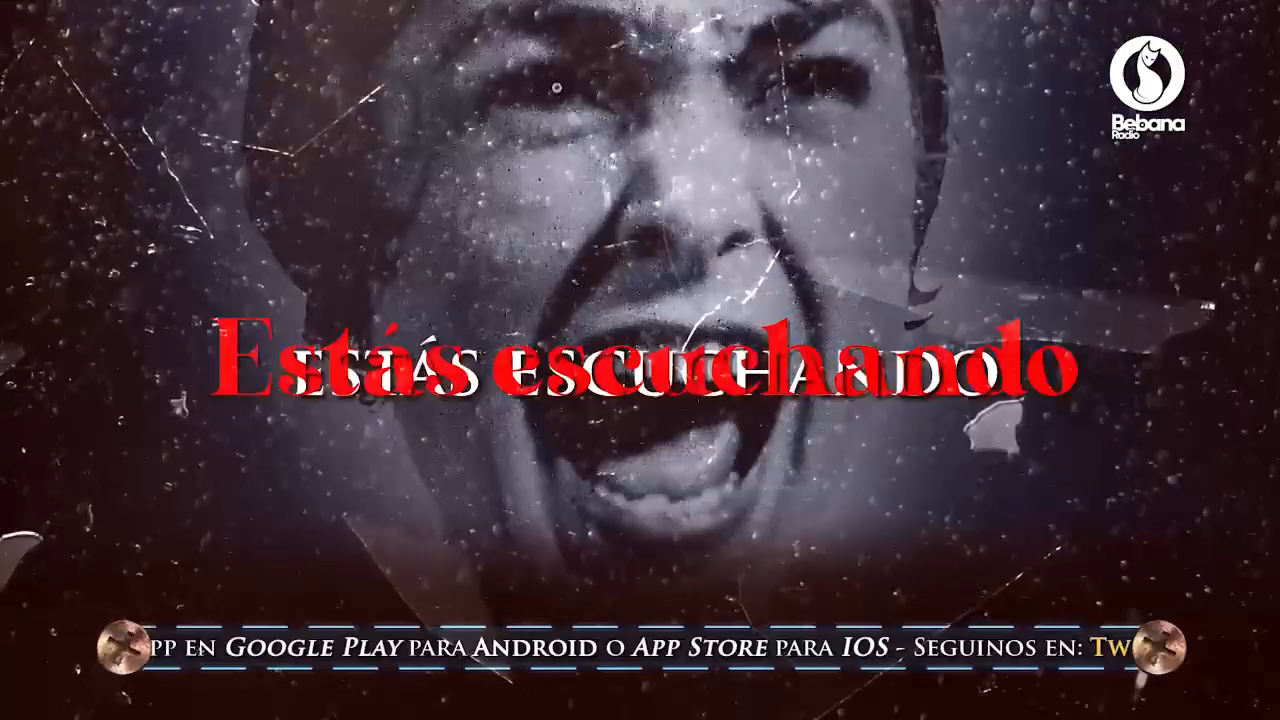 Bebana
Radio
Estás escuchando
ESTÁS ESCUCHANDO
PP EN GOOGLE PLAY PARA ANDROID O APP STORE PARA IOS - SEGUINOS EN: TW